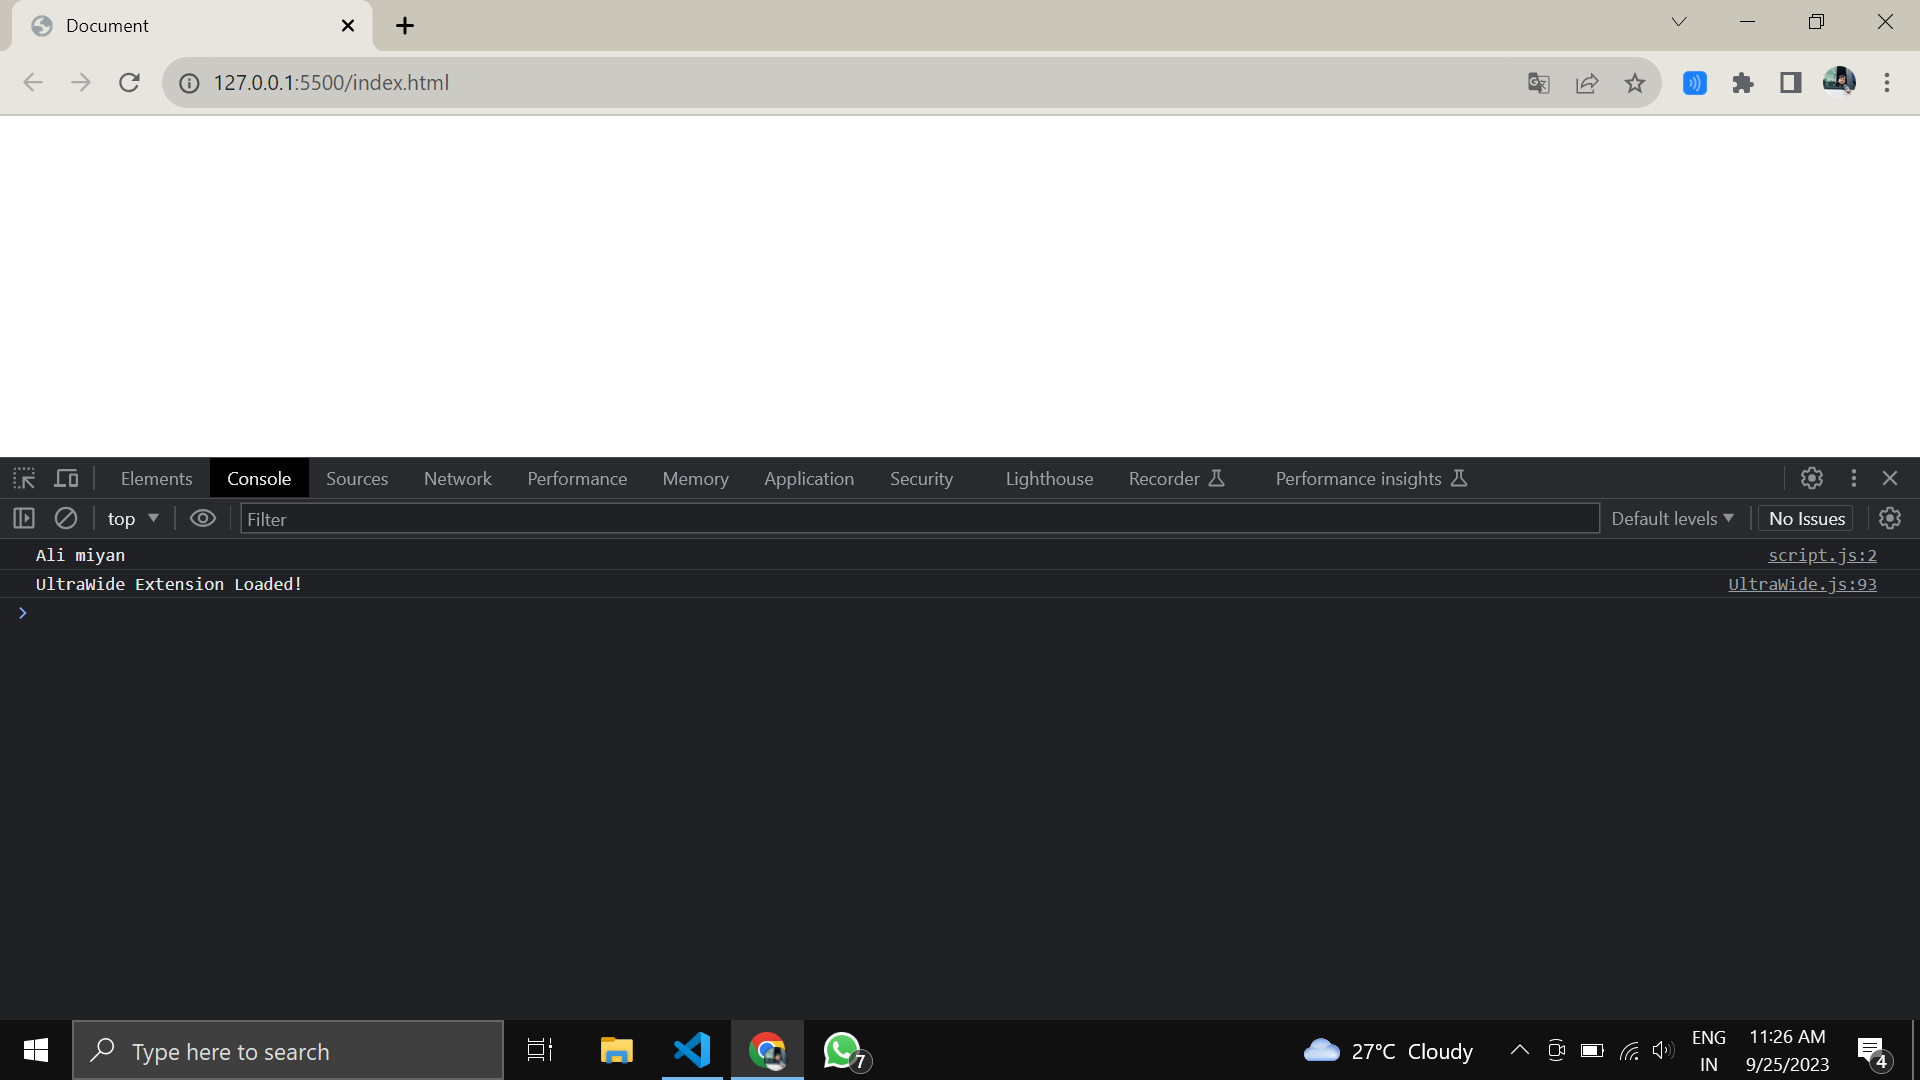 Document
127.0.0.1:5500/index.html
Elements Console Sources Network Performance Memory Application Security Lighthouse Recorder Performance insights
top Filter Default levels No Issues
Ali miyan script.js:2
UltraWide Extension Loaded! UltraWide.js:93
Type here to search
7
27°C Cloudy
ENG
IN
11:26 AM
9/25/2023
4